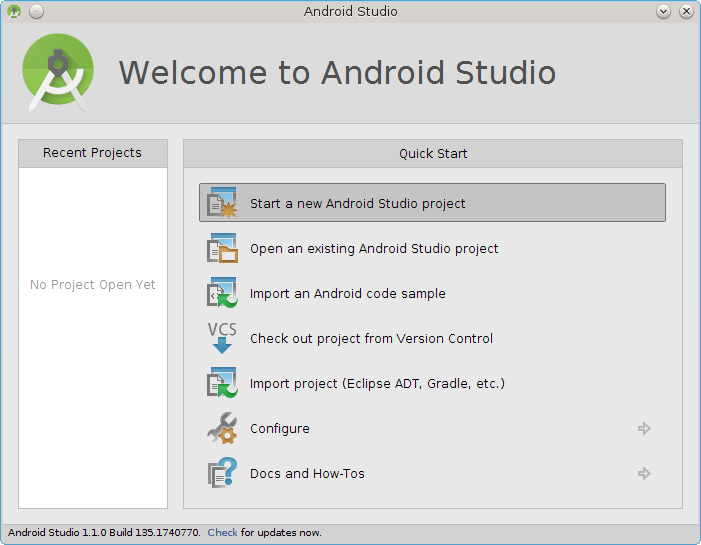 Android Studio
Welcome to Android Studio
Recent Projects
No Project Open Yet
Quick Start
Start a new Android Studio project
Open an existing Android Studio project
Import an Android code sample
VCS
Check out project from Version Control
Import project (Eclipse ADT, Gradle, etc.)
Configure
Docs and How-Tos
Android Studio 1.1.0 Build 135.1740770. Check for updates now.